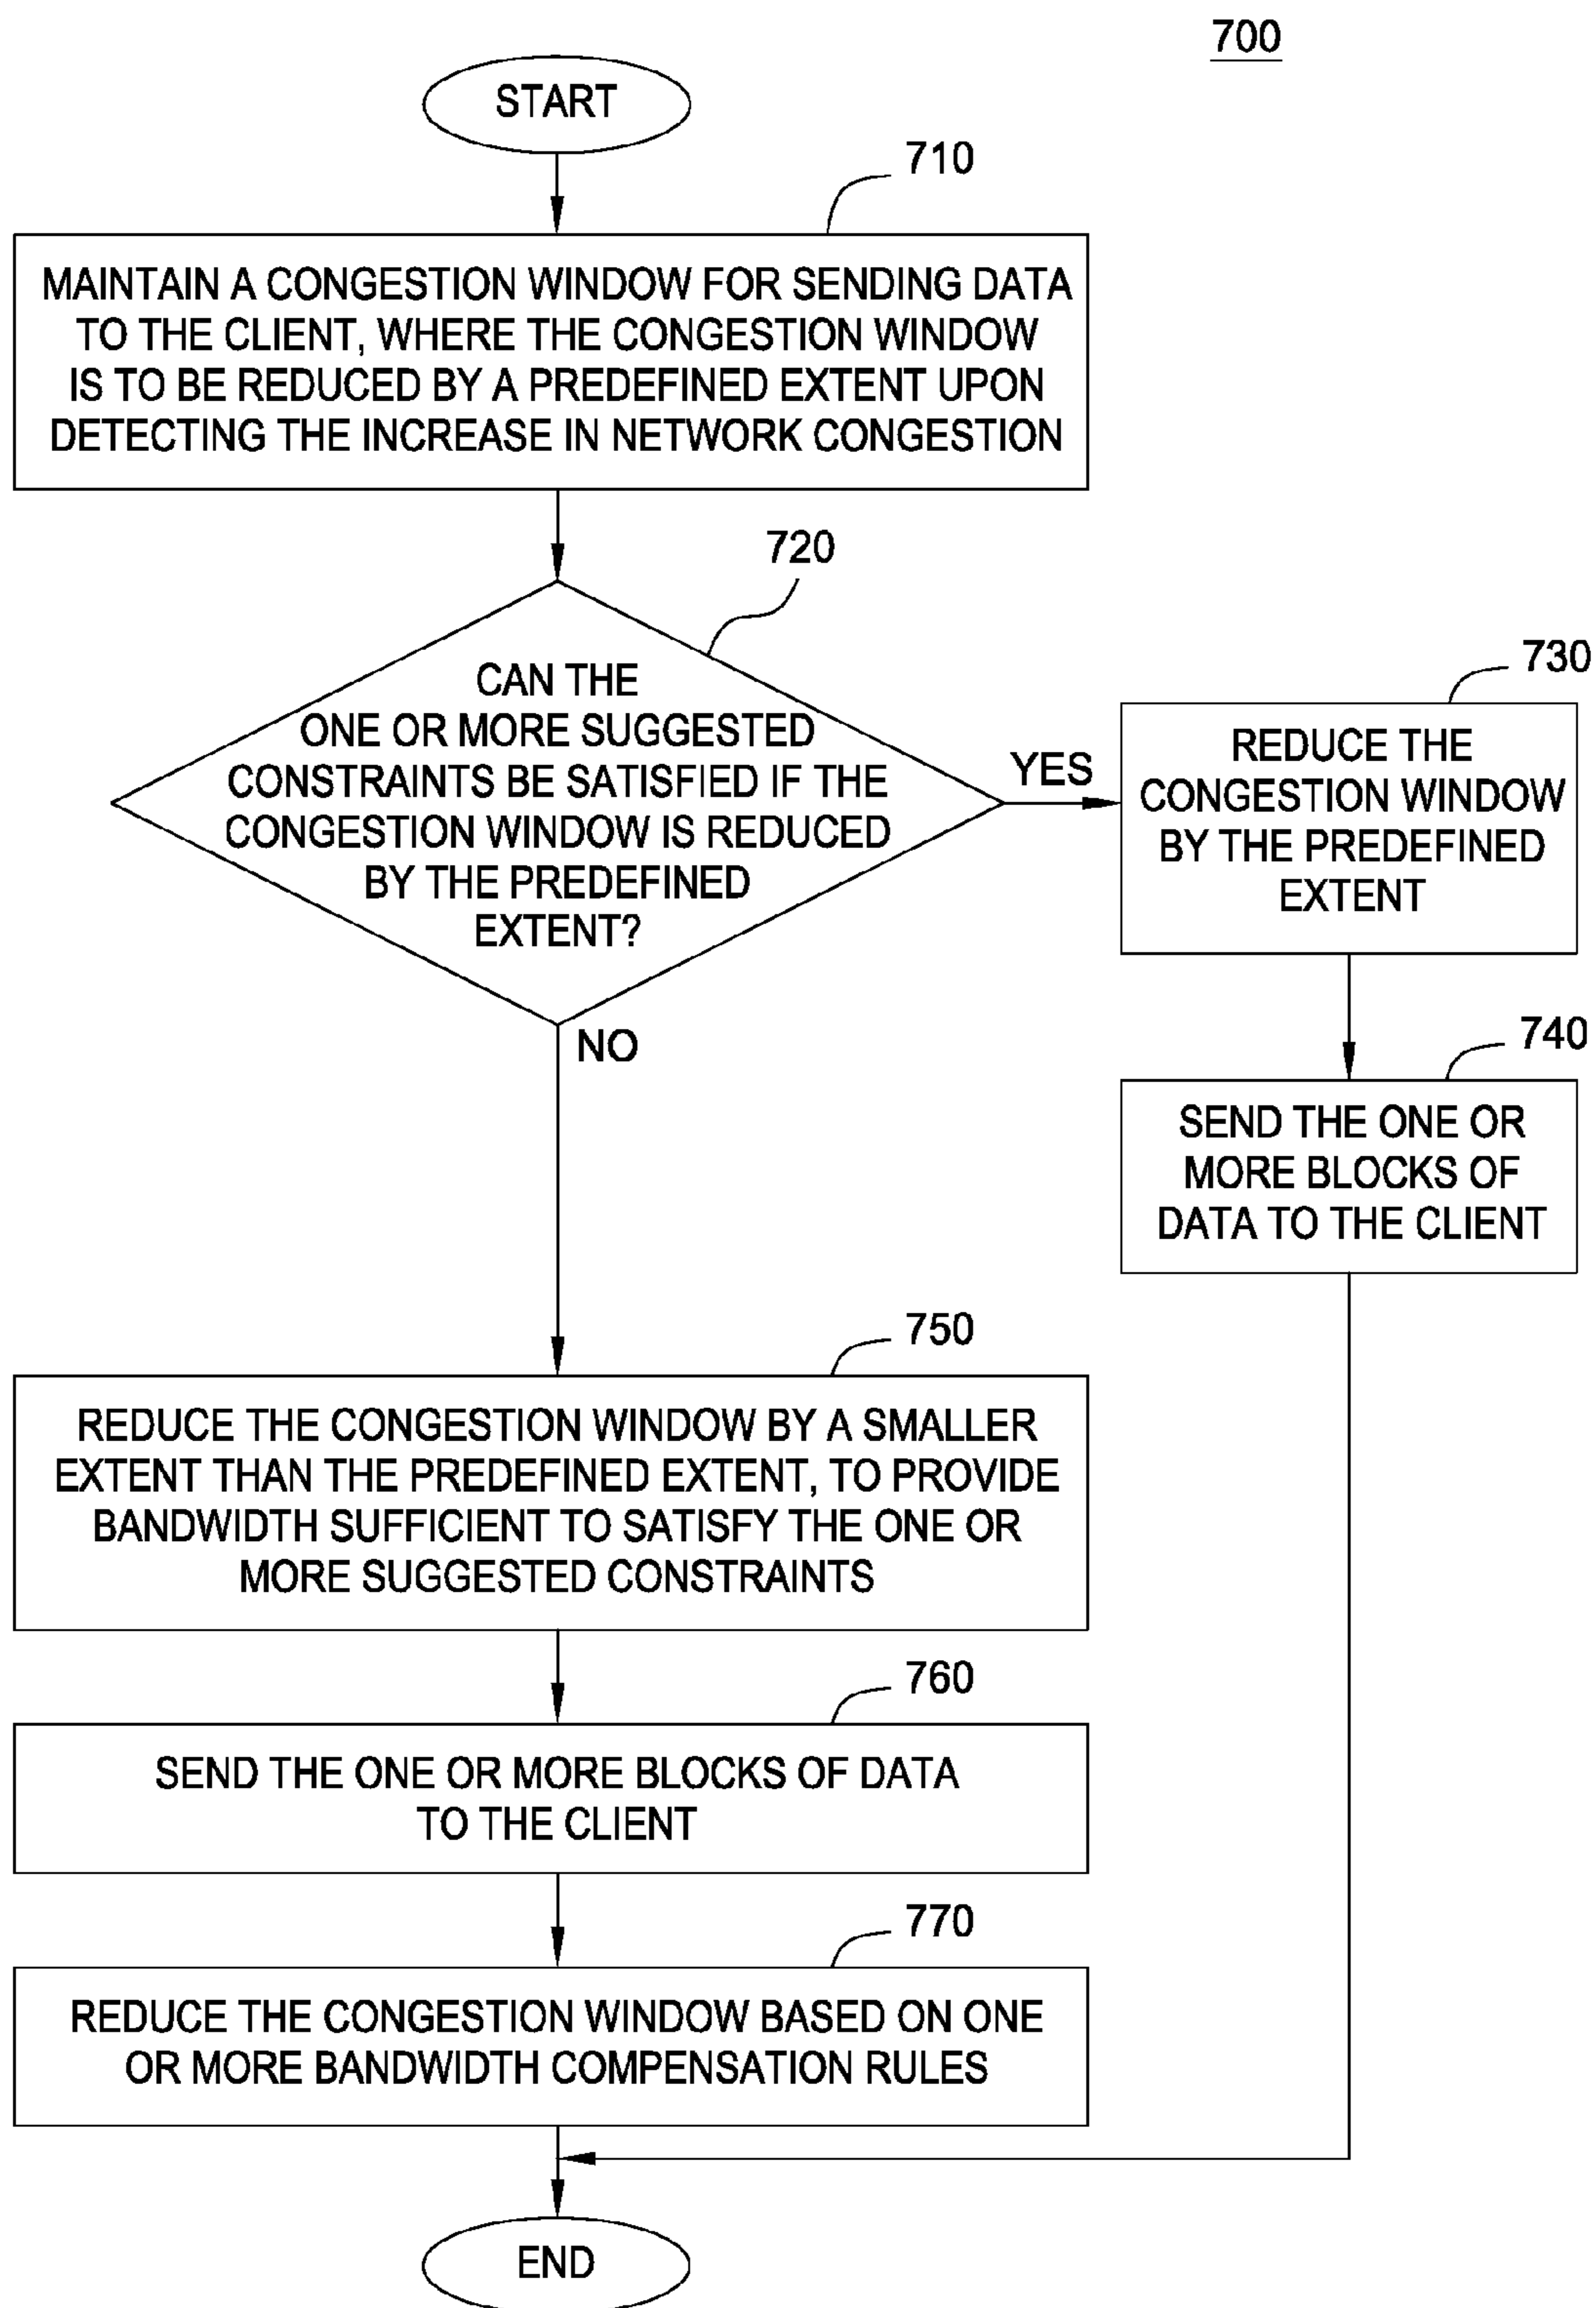 700
START
710
MAINTAIN A CONGESTION WINDOW FOR SENDING DATA
TO THE CLIENT, WHERE THE CONGESTION WINDOW
IS TO BE REDUCED BY A PREDEFINED EXTENT UPON
DETECTING THE INCREASE IN NETWORK CONGESTION
720
CAN THE
ONE OR MORE SUGGESTED
CONSTRAINTS BE SATISFIED IF THE
CONGESTION WINDOW IS REDUCED
BY THE PREDEFINED
EXTENT?
YES
730
REDUCE THE
CONGESTION WINDOW
BY THE PREDEFINED
EXTENT
NO
740
SEND THE ONE OR
MORE BLOCKS OF
DATA TO THE CLIENT
750
REDUCE THE CONGESTION WINDOW BY A SMALLER
EXTENT THAN THE PREDEFINED EXTENT, TO PROVIDE
BANDWIDTH SUFFICIENT TO SATISFY THE ONE OR
MORE SUGGESTED CONSTRAINTS
760
SEND THE ONE OR MORE BLOCKS OF DATA
TO THE CLIENT
770
REDUCE THE CONGESTION WINDOW BASED ON ONE
OR MORE BANDWIDTH COMPENSATION RULES
END